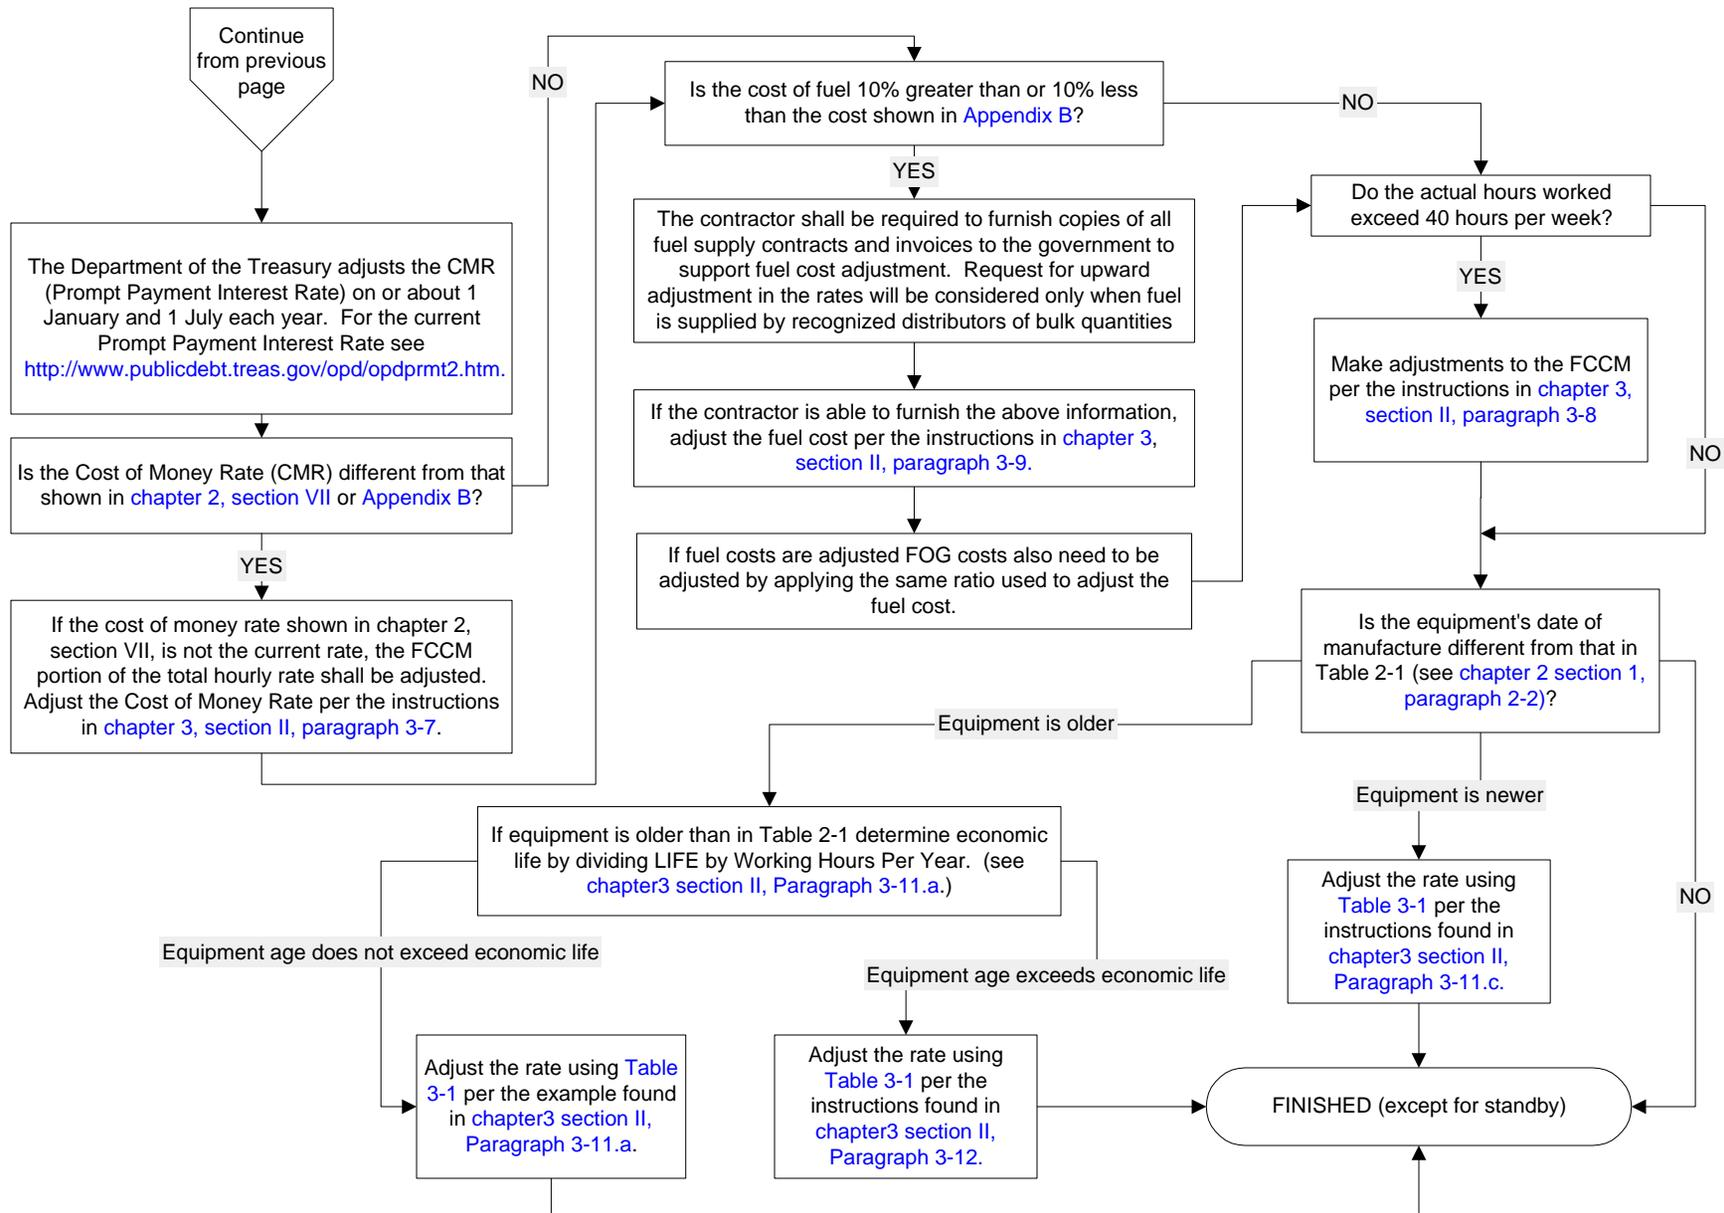 Continue
from previous
page
The Department of the Treasury adjusts the CMR
(Prompt Payment Interest Rate) on or about 1
January and 1 July each year. For the current
Prompt Payment Interest Rate see
http://www.publicdebt.treas.gov/opd/opdprmt2.htm.
Is the Cost of Money Rate (CMR) different from that
shown in chapter 2, section VII or Appendix B?
NO
YES
If the cost of money rate shown in chapter 2,
section VII, is not the current rate, the FCCM
portion of the total hourly rate shall be adjusted.
Adjust the Cost of Money Rate per the instructions
in chapter 3, section II, paragraph 3-7.
Is the cost of fuel 10% greater than or 10% less
than the cost shown in Appendix B?
NO
YES
The contractor shall be required to furnish copies of all
fuel supply contracts and invoices to the government to
support fuel cost adjustment. Request for upward
adjustment in the rates will be considered only when fuel
is supplied by recognized distributors of bulk quantities
If the contractor is able to furnish the above information,
adjust the fuel cost per the instructions in chapter 3,
section II, paragraph 3-9.
If fuel costs are adjusted FOG costs also need to be
adjusted by applying the same ratio used to adjust the
fuel cost.
Do the actual hours worked
exceed 40 hours per week?
YES
NO
Make adjustments to the FCCM
per the instructions in chapter 3,
section II, paragraph 3-8
Is the equipment's date of
manufacture different from that in
Table 2-1 (see chapter 2 section 1,
paragraph 2-2)?
Equipment is older
Equipment is newer
NO
If equipment is older than in Table 2-1 determine economic
life by dividing LIFE by Working Hours Per Year. (see
chapter3 section II, Paragraph 3-11.a.)
Equipment age does not exceed economic life
Equipment age exceeds economic life
Adjust the rate using Table
3-1 per the example found
in chapter3 section II,
Paragraph 3-11.a.
Adjust the rate using
Table 3-1 per the
instructions found in
chapter3 section II,
Paragraph 3-12.
Adjust the rate using
Table 3-1 per the
instructions found in
chapter3 section II,
Paragraph 3-11.c.
FINISHED (except for standby)